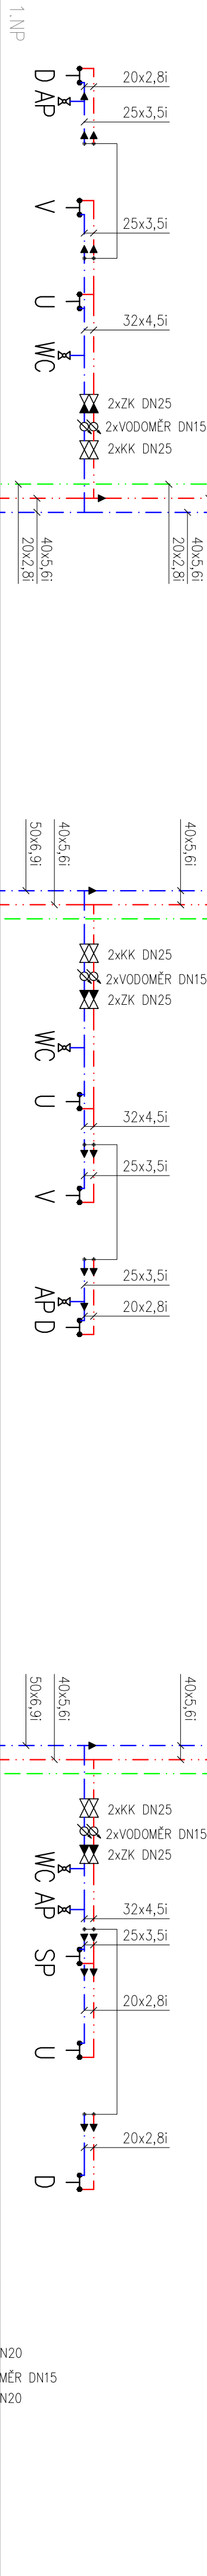 1.NP
D
20x2,8i
AP
25x3,5i
V
25x3,5i
U
32x4,5i
WC
2xZK DN25
2xVODOMĚR DN15
2xKK DN25
40x5,6i
20x2,8i
40x5,6i
20x2,8i
50x6,9i
40x5,6i
40x5,6i
2xKK DN25
2xVODOMĚR DN15
2xZK DN25
WC
U
32x4,5i
25x3,5i
V
25x3,5i
AP
20x2,8i
D
50x6,9i
40x5,6i
40x5,6i
2xKK DN25
2xVODOMĚR DN15
2xZK DN25
WC
AP
32x4,5i
25x3,5i
SP
20x2,8i
U
20x2,8i
D
N20
MĚR DN15
N20